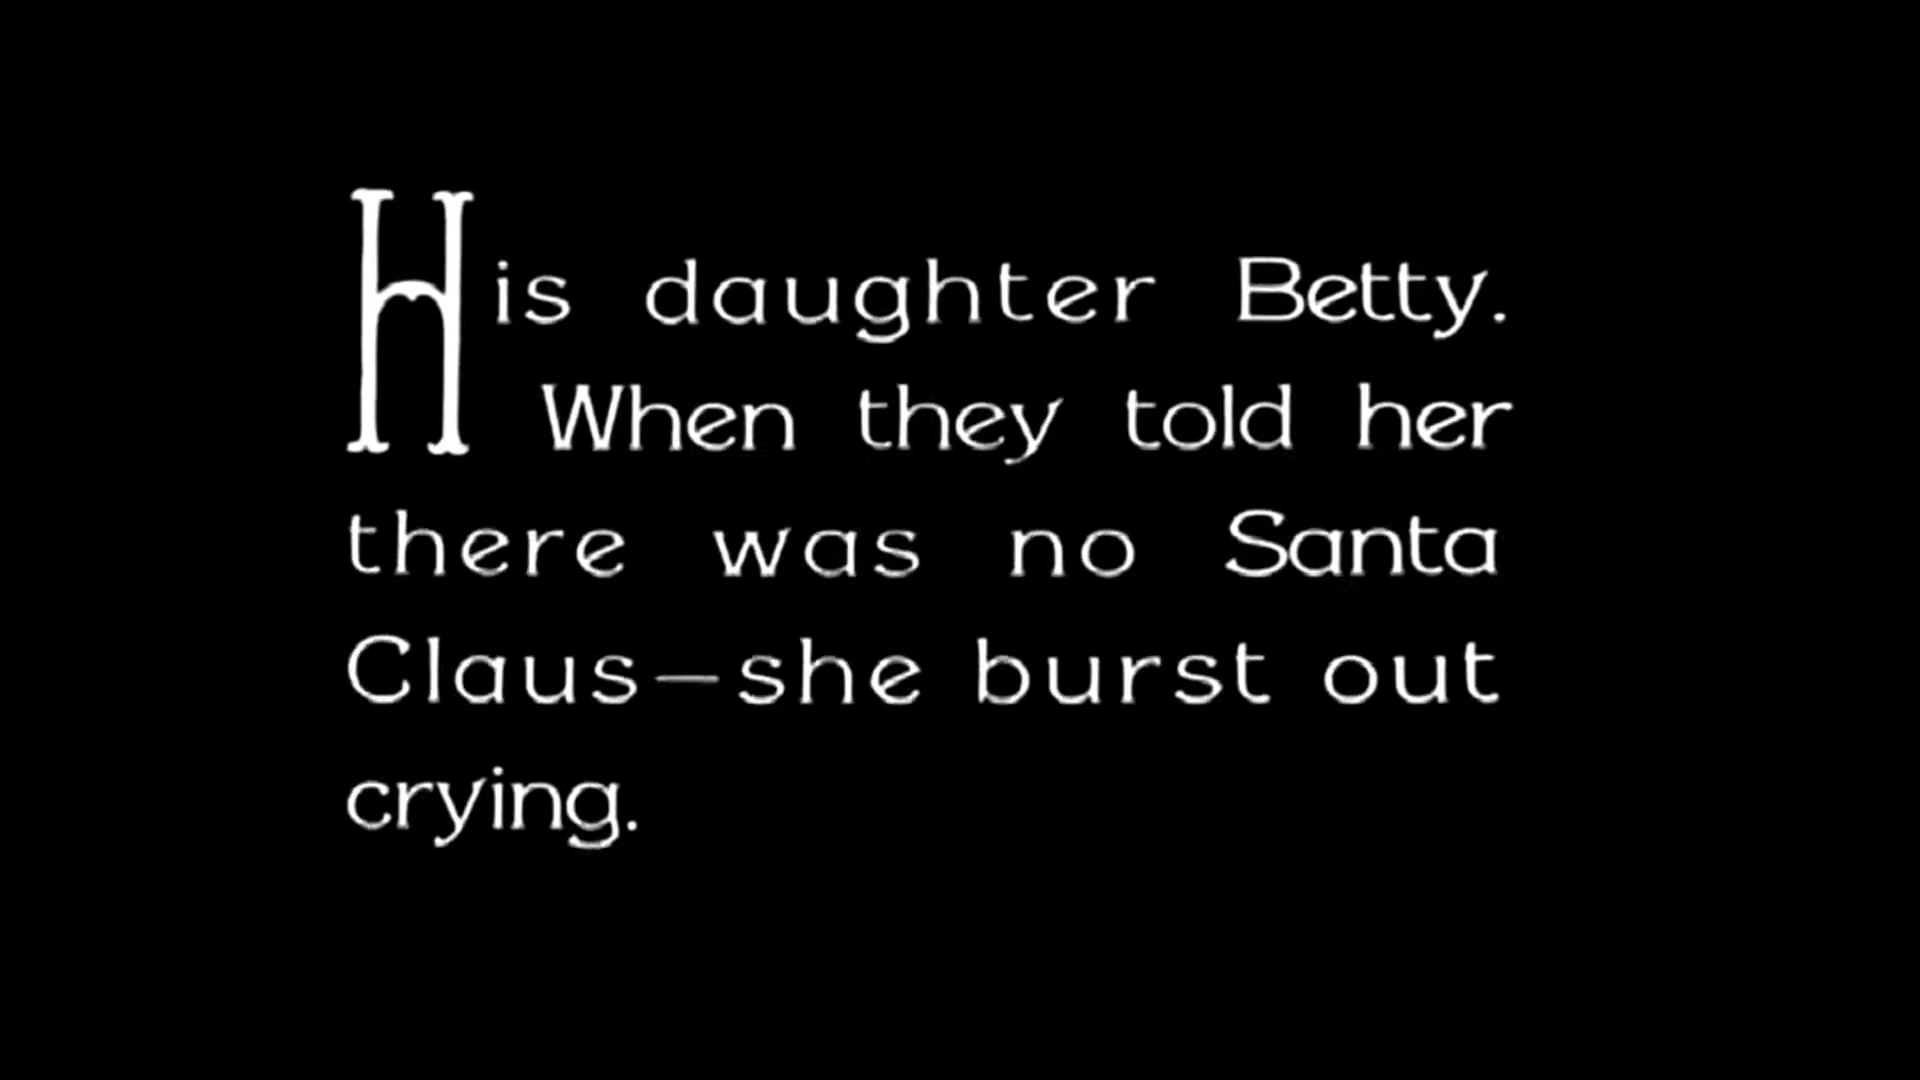 His daughter Betty.
When they told her
there was no Santa
Claus—she burst out
crying.